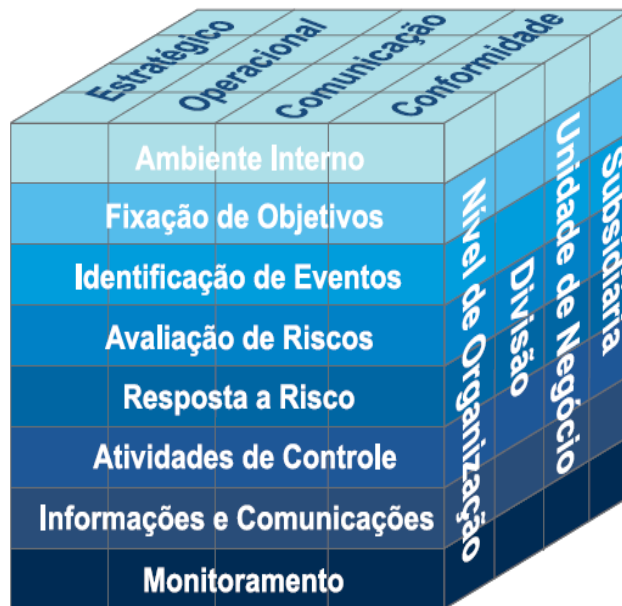 Estratégico
Operacional
Comunicação
Conformidade
Ambiente Interno
Fixação de Objetivos
Identificação de Eventos
Avaliação de Riscos
Resposta a Risco
Atividades de Controle
Informações e Comunicações
Monitoramento
Nível de Organização
Divisão
Unidade de Negócio
Subsidiária